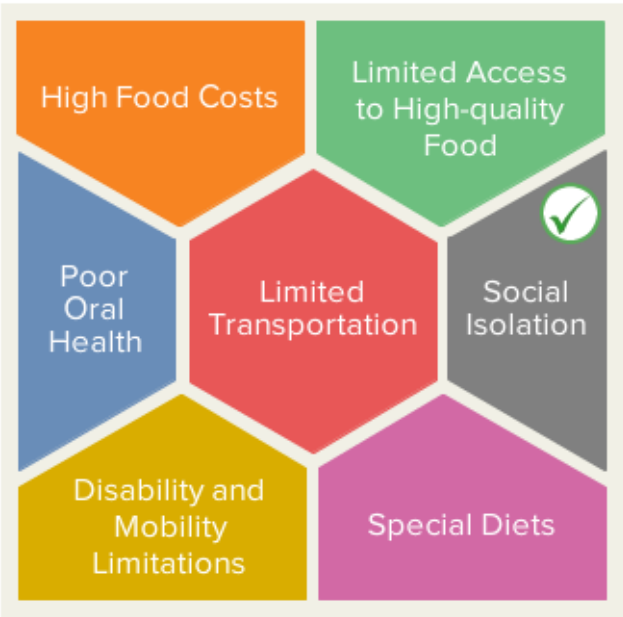 High Food Costs
Limited Access
to High-quality
Food
Poor
Oral
Health
Limited
Transportation
Social
Isolation
Disability and
Mobility
Limitations
Special Diets